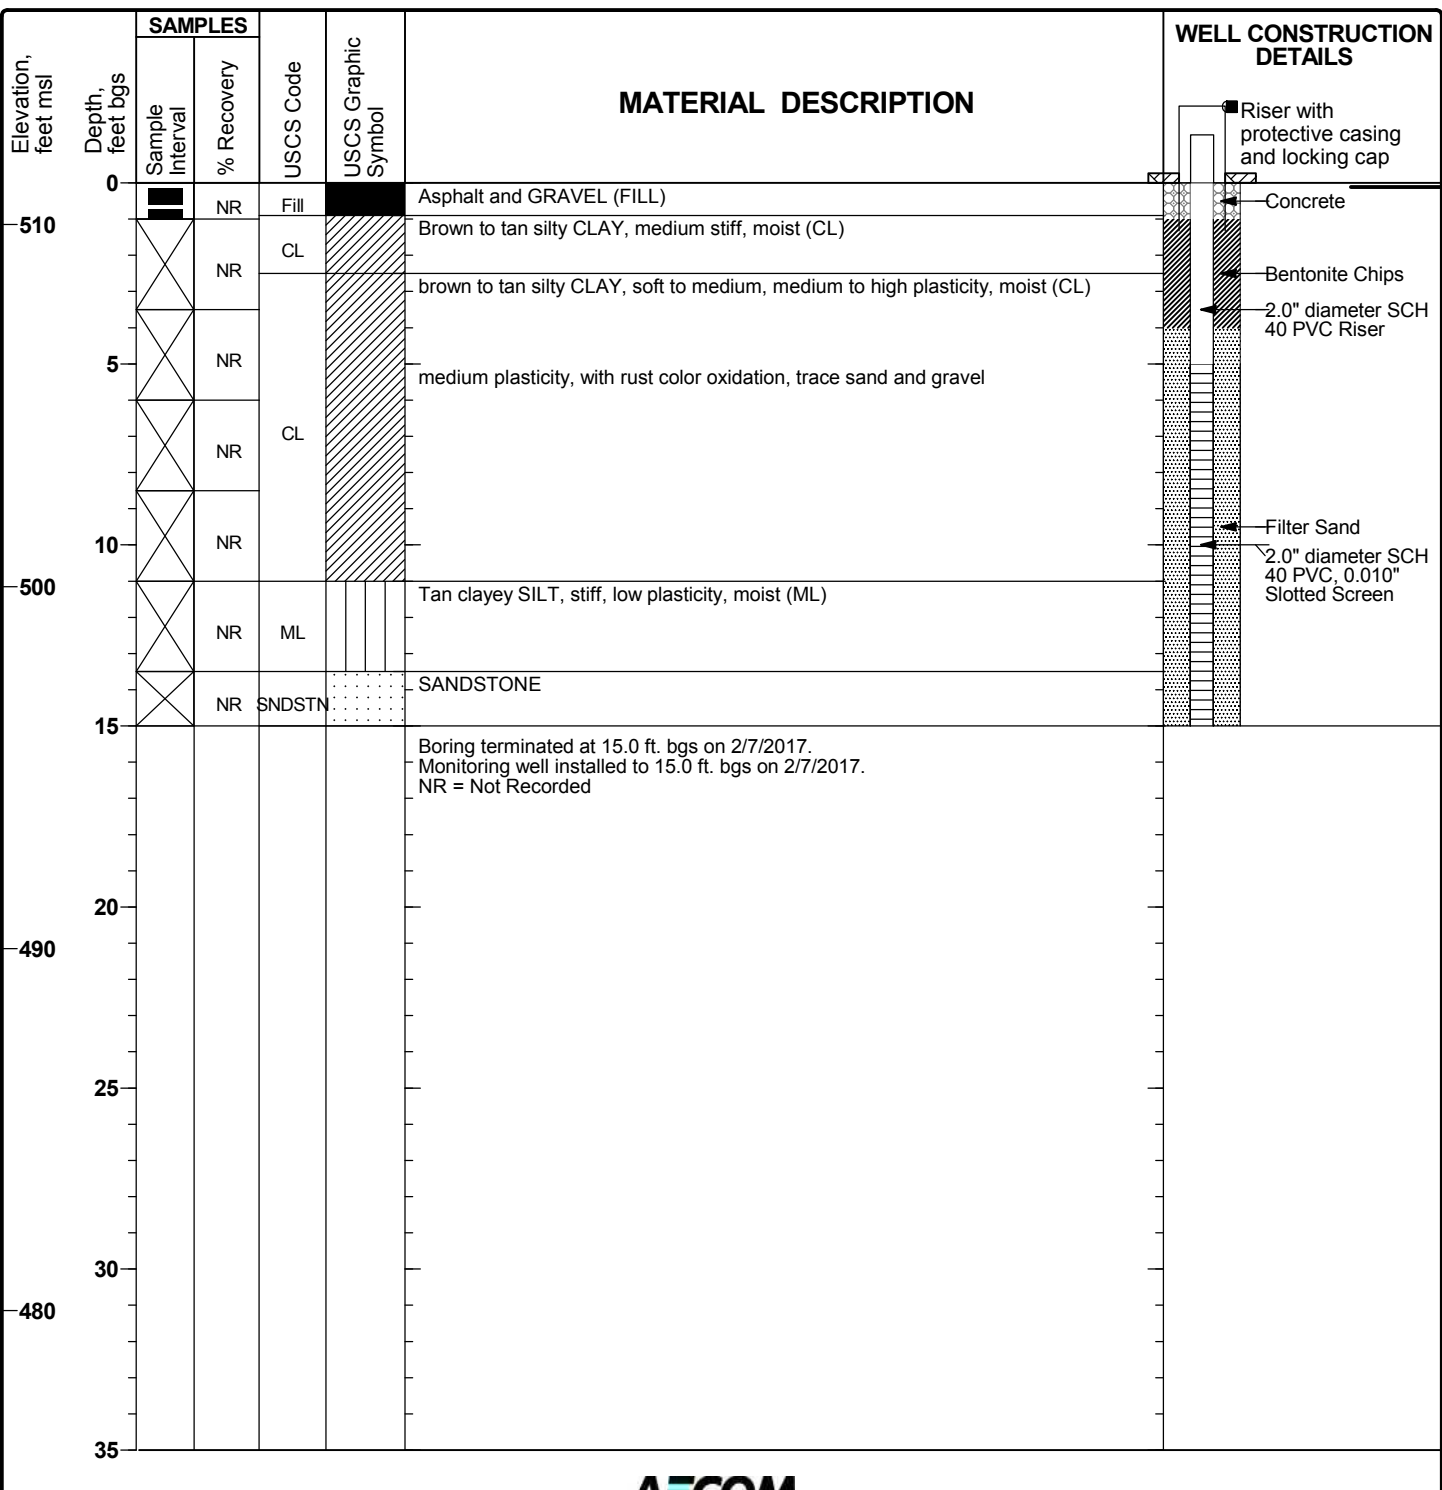 SAMPLES
Elevation,
feet msl
Depth,
feet bgs
Sample
Interval
% Recovery
USCS Code
USCS Graphic
Symbol
MATERIAL DESCRIPTION
WELL CONSTRUCTION
DETAILS
Riser with
protective casing
and locking cap
0
NR
Fill
Asphalt and GRAVEL (FILL)
Concrete
510
CL
Brown to tan silty CLAY, medium stiff, moist (CL)
NR
Bentonite Chips
brown to tan silty CLAY, soft to medium, medium to high plasticity, moist (CL)
2.0" diameter SCH
40 PVC Riser
5
NR
medium plasticity, with rust color oxidation, trace sand and gravel
CL
NR
Filter Sand
10
NR
2.0" diameter SCH
40 PVC, 0.010"
Slotted Screen
500
Tan clayey SILT, stiff, low plasticity, moist (ML)
NR
ML
SANDSTONE
NR
SNDSTN
15
Boring terminated at 15.0 ft. bgs on 2/7/2017.
Monitoring well installed to 15.0 ft. bgs on 2/7/2017.
NR = Not Recorded
20
490
25
30
480
35
AECOM